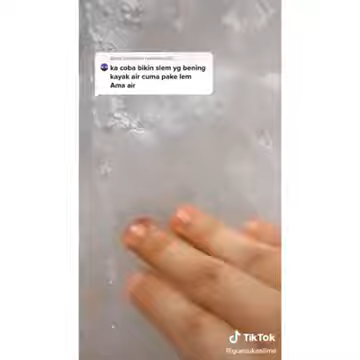 ka coba bikin slem yg bening
kayak air cuma pake lem
Ama air
TikTok